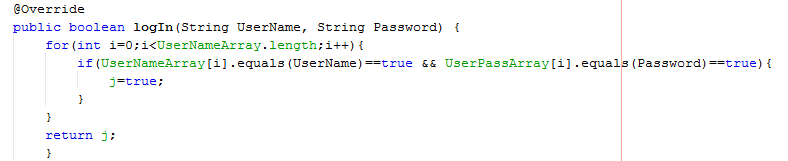 @Override
public boolean logIn(String UserName, String Password) {
for(int i=0;i<UserNameArray.length;i++){
if(UserNameArray[i].equals(UserName)==true && UserPassArray[i].equals(Password)==true){
j=true;
}
}
return j;
}